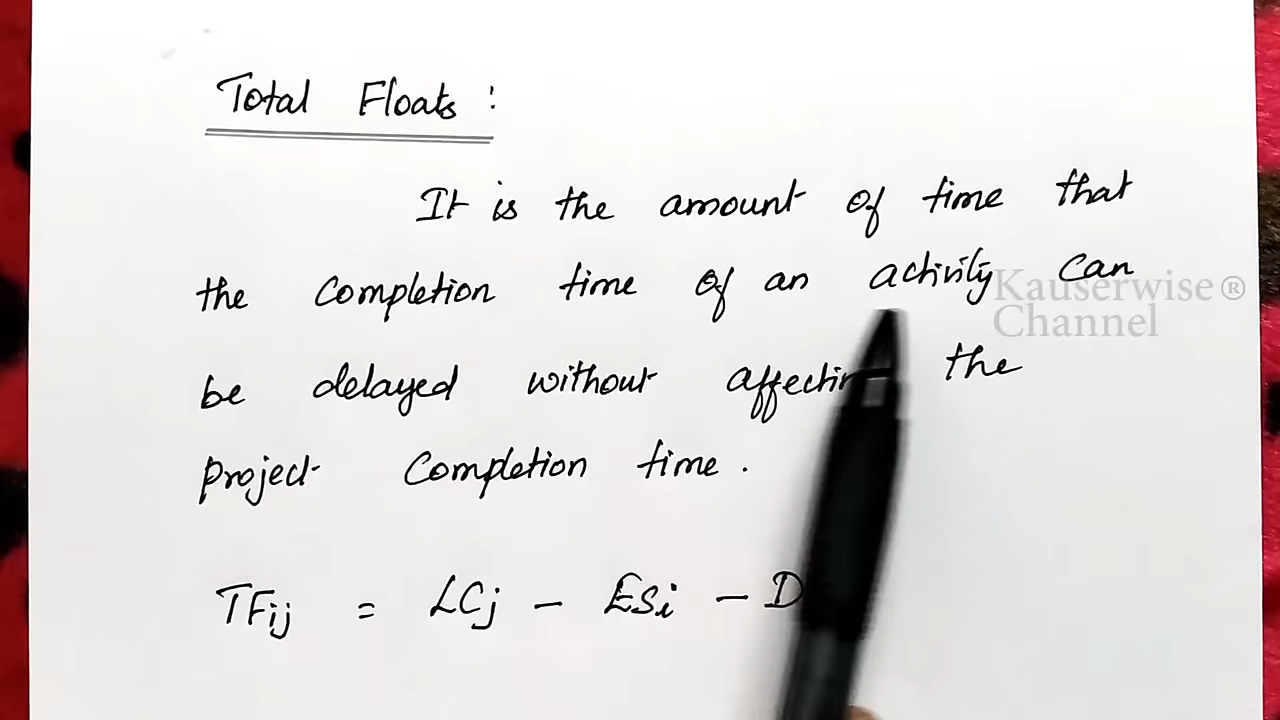 Total Floats :
It is the amount of time that
the completion time of an activity can
be delayed without the
project completion time .
TFij = LCj - ESi - D
Kauserwise®
Channel